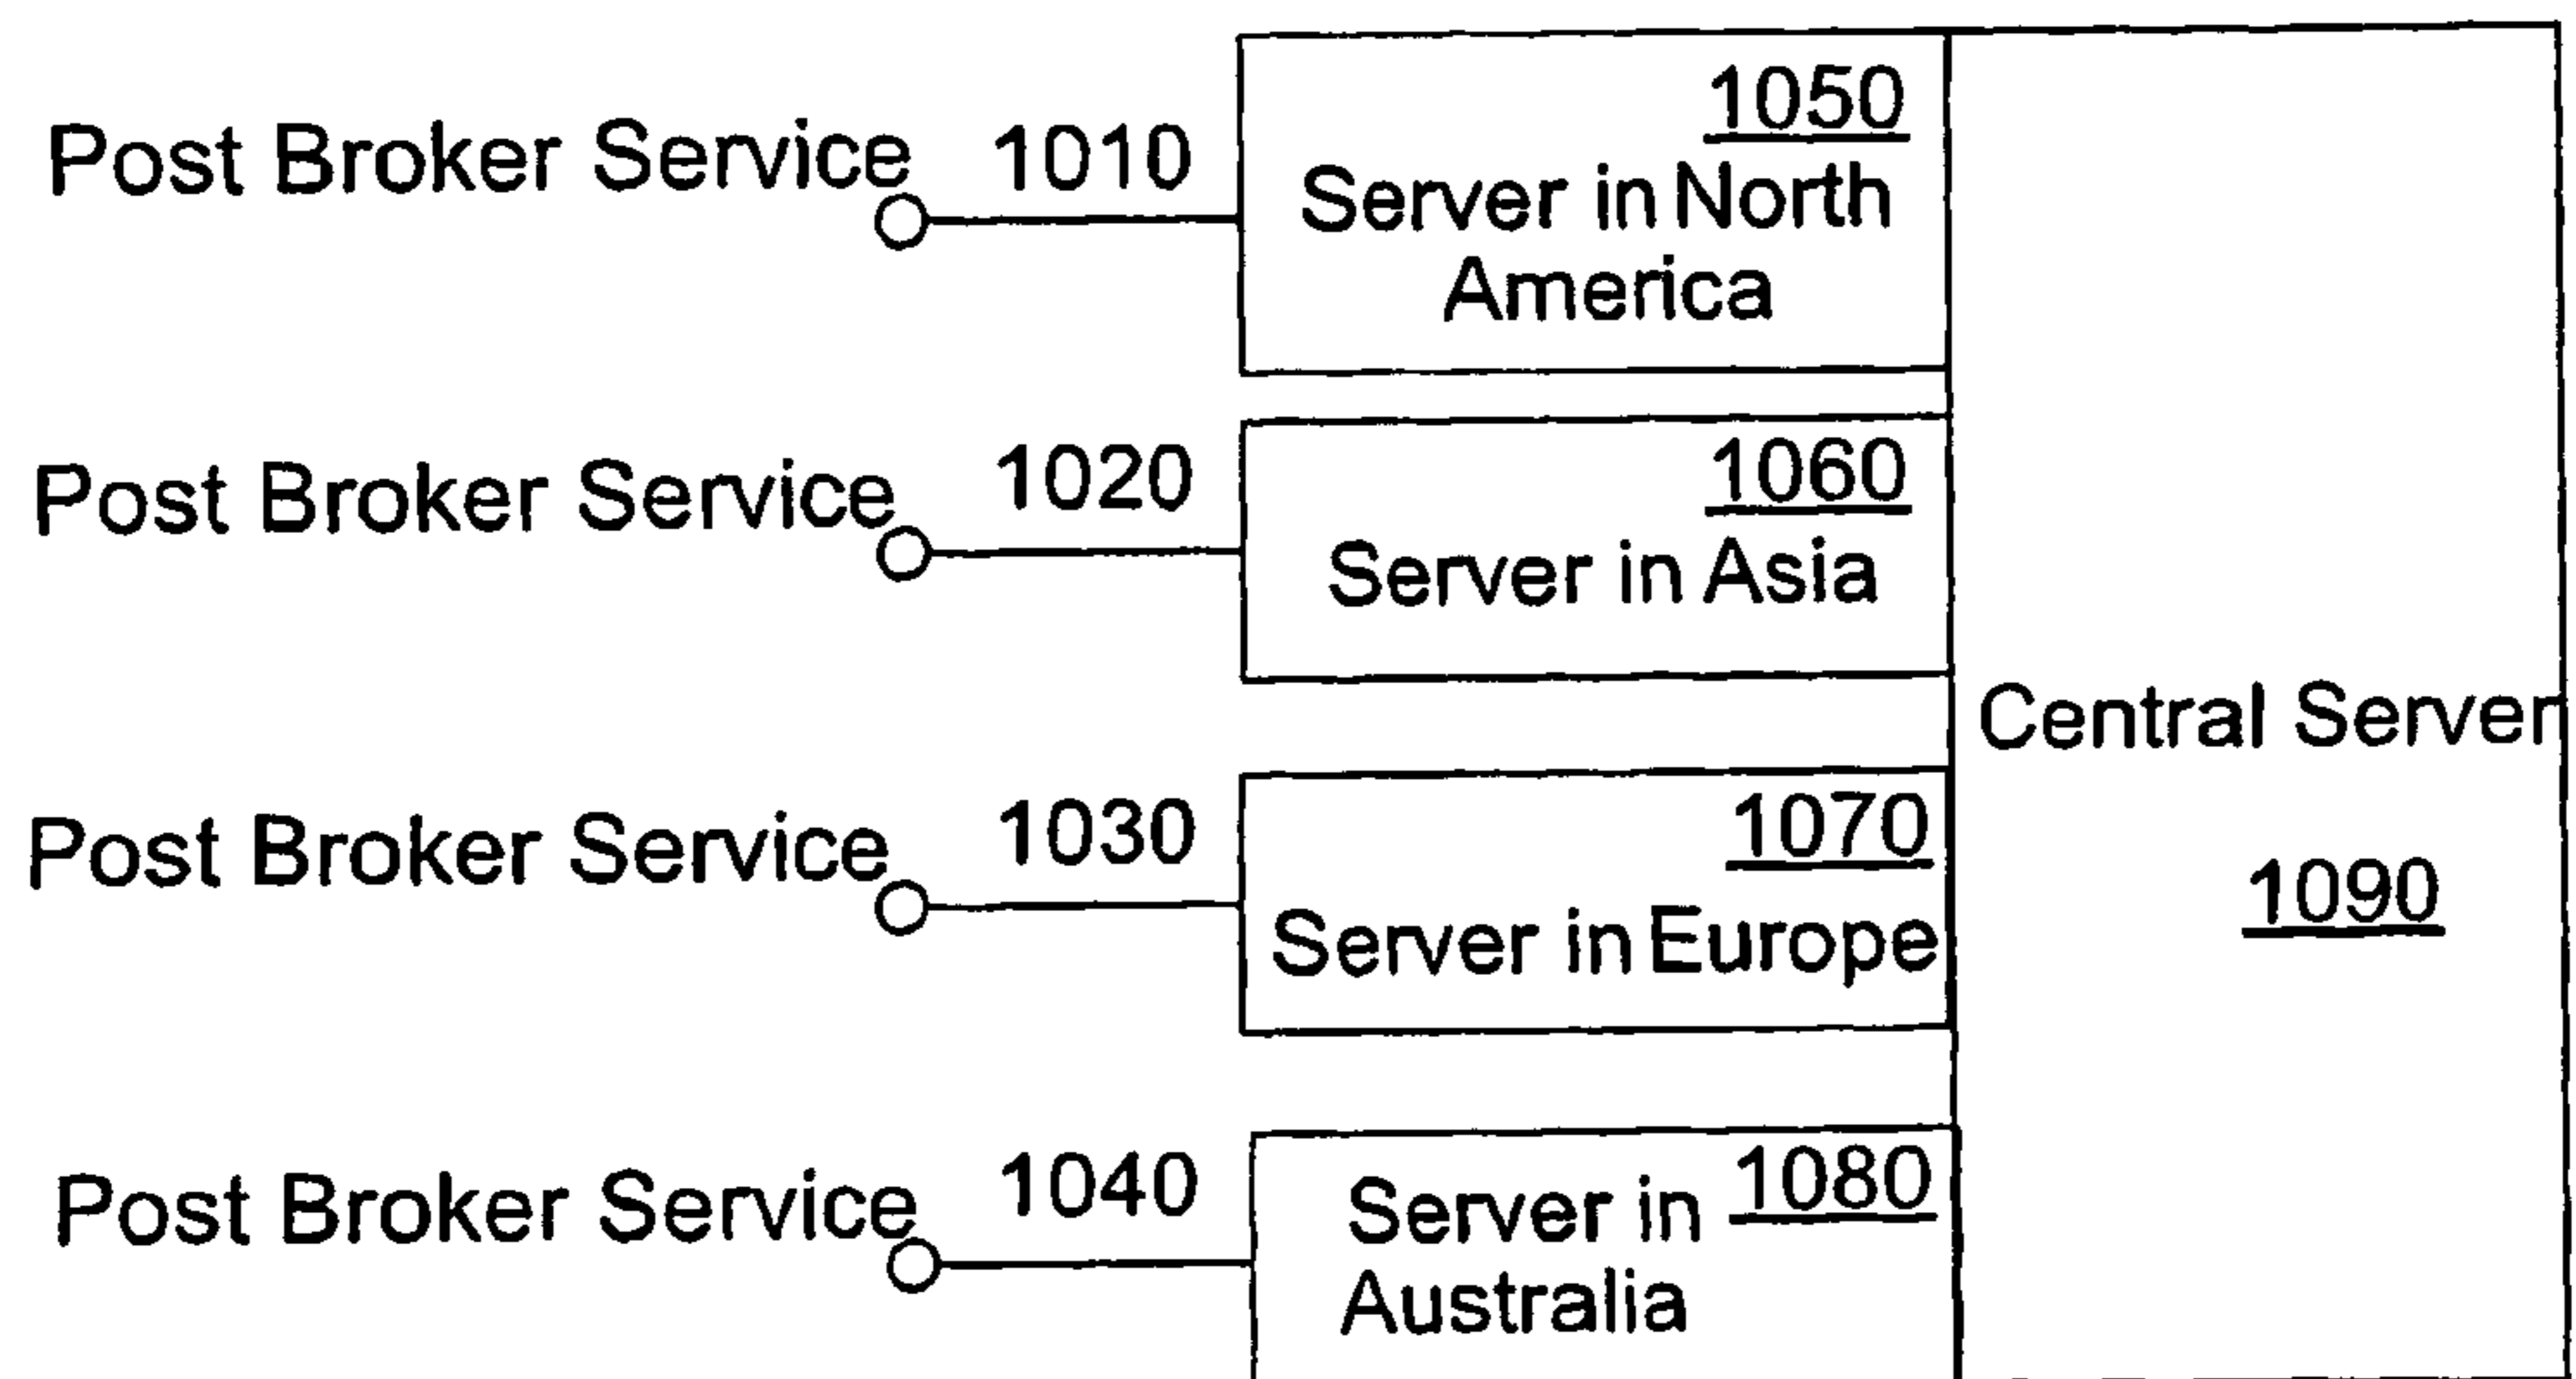 Post Broker Service
1010
1050
Server in North
America
Post Broker Service
1020
1060
Server in Asia
Central Server
1090
Post Broker Service
1030
1070
Server in Europe
Post Broker Service
1040
Server in
1080
Australia